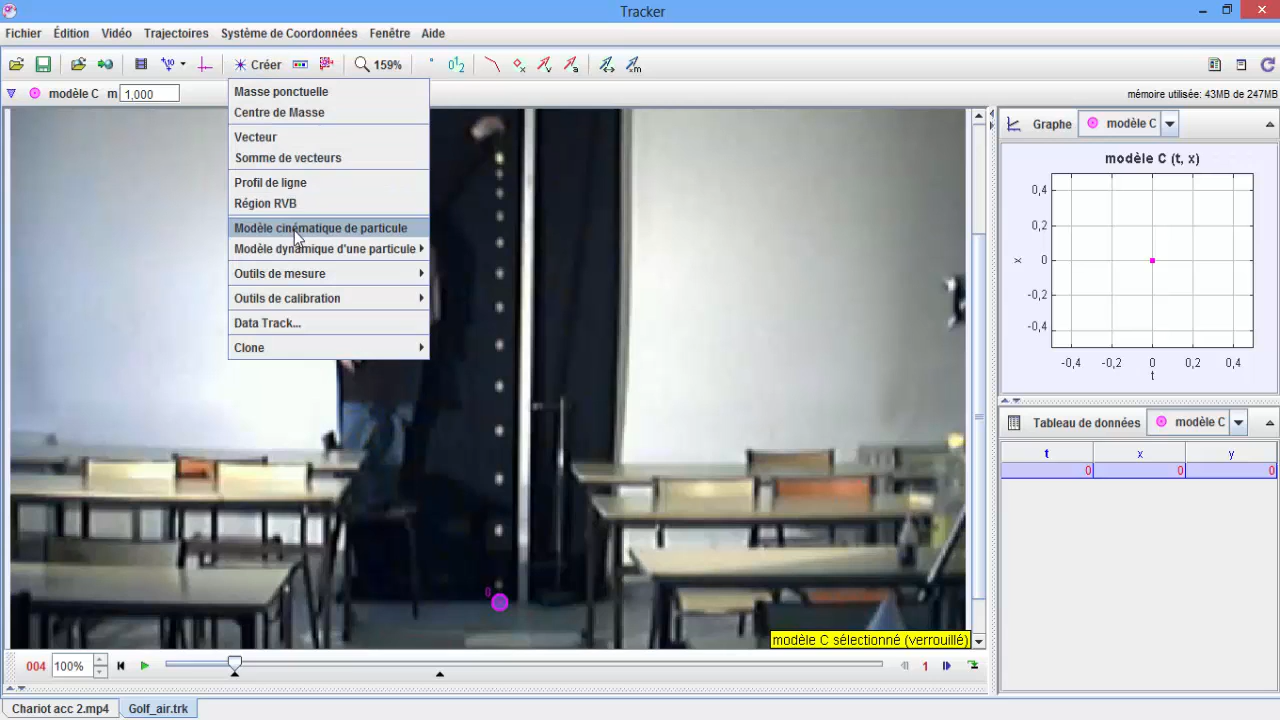 Tracker
Fichier Édition Vidéo Trajectoires Système de Coordonnées Fenêtre Aide
Créer 159%
modèle C m 1,000 mémoire utilisée: 43MB de 247MB
Masse ponctuelle
Centre de Masse
Vecteur
Somme de vecteurs
Profil de ligne
Région RVB
Modèle cinématique de particule
Modèle dynamique d'une particule
Outils de mesure
Outils de calibration
Data Track...
Clone
0
modèle C sélectionné (verrouillé)
Graphe modèle C
modèle C (t, x)
0,4
0,2
0
-0,2
-0,4
x
-0,4 -0,2 0 0,2 0,4
t
Tableau de données modèle C
t x y
0 0 0
004 100% 1
Chariot acc 2.mp4 Golf_air.trk